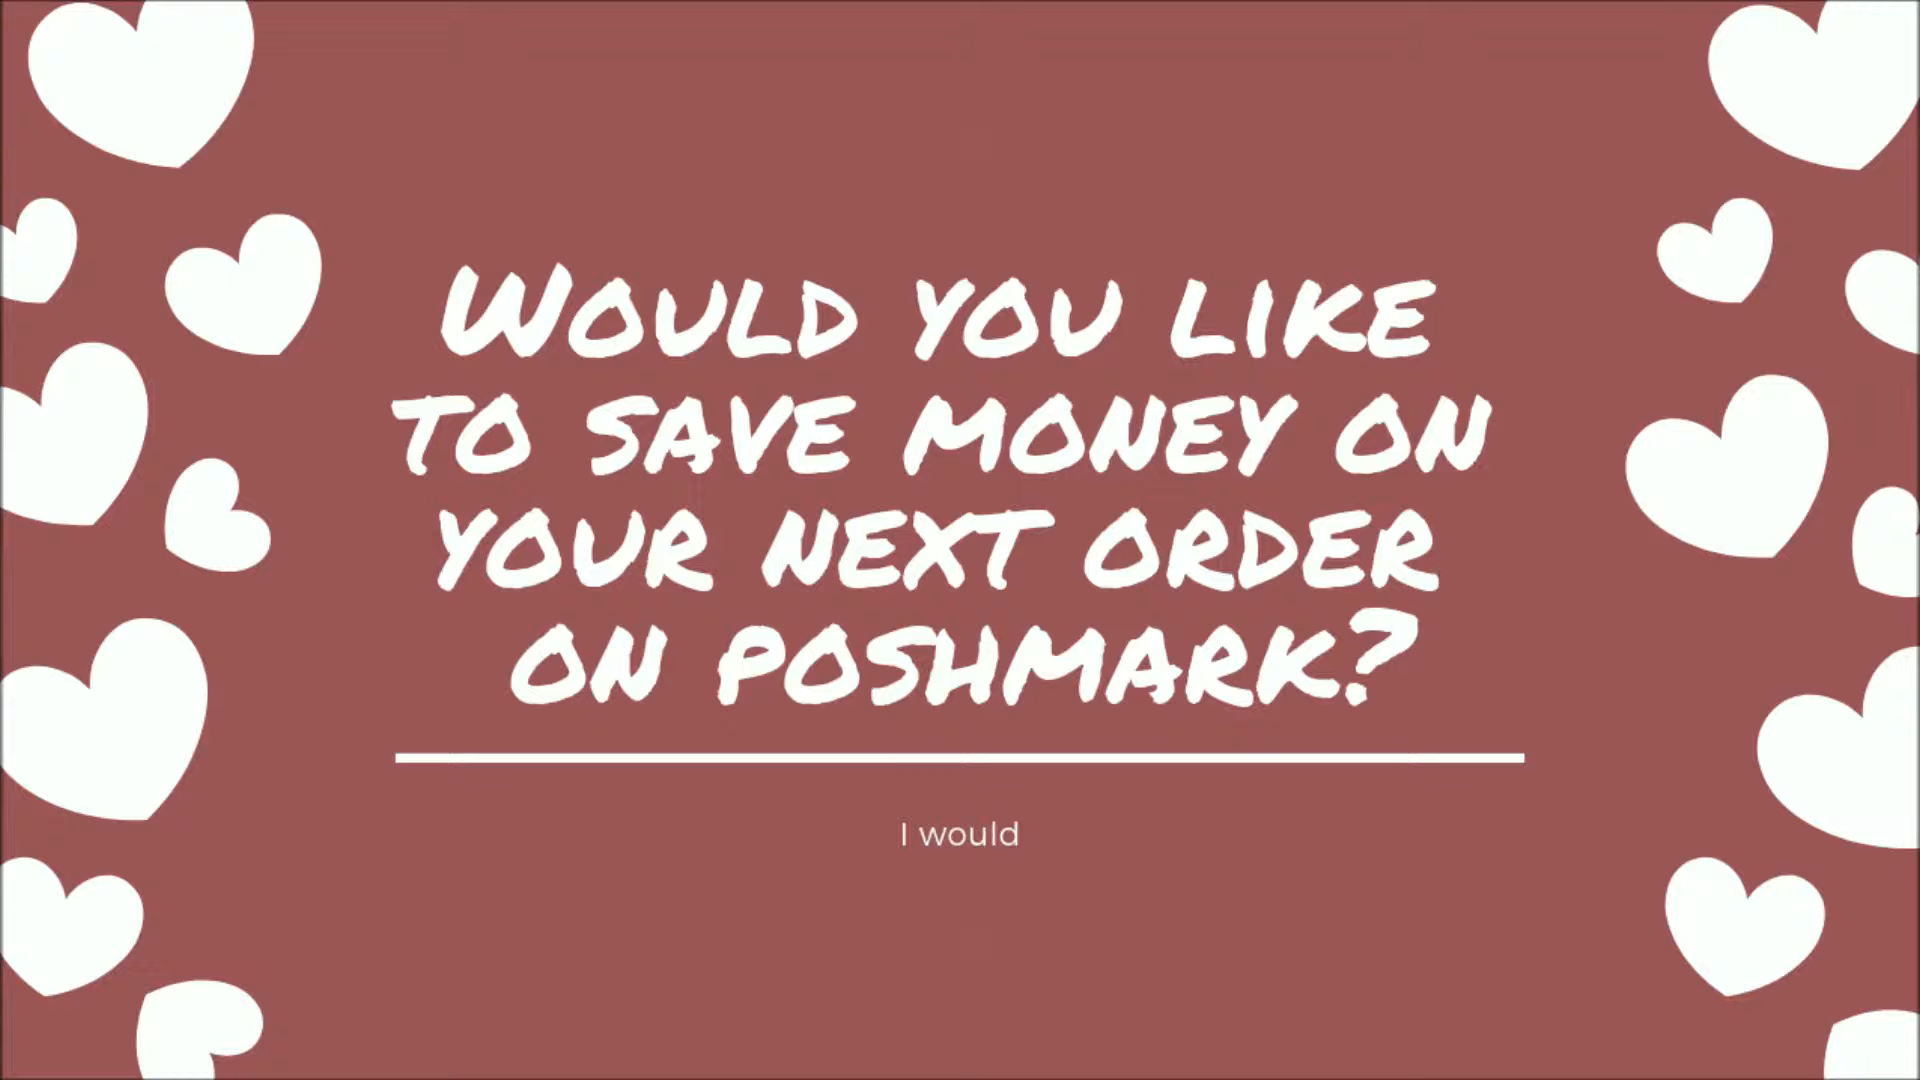 Would you like
to save money on
your next order
on poshmark?
I would